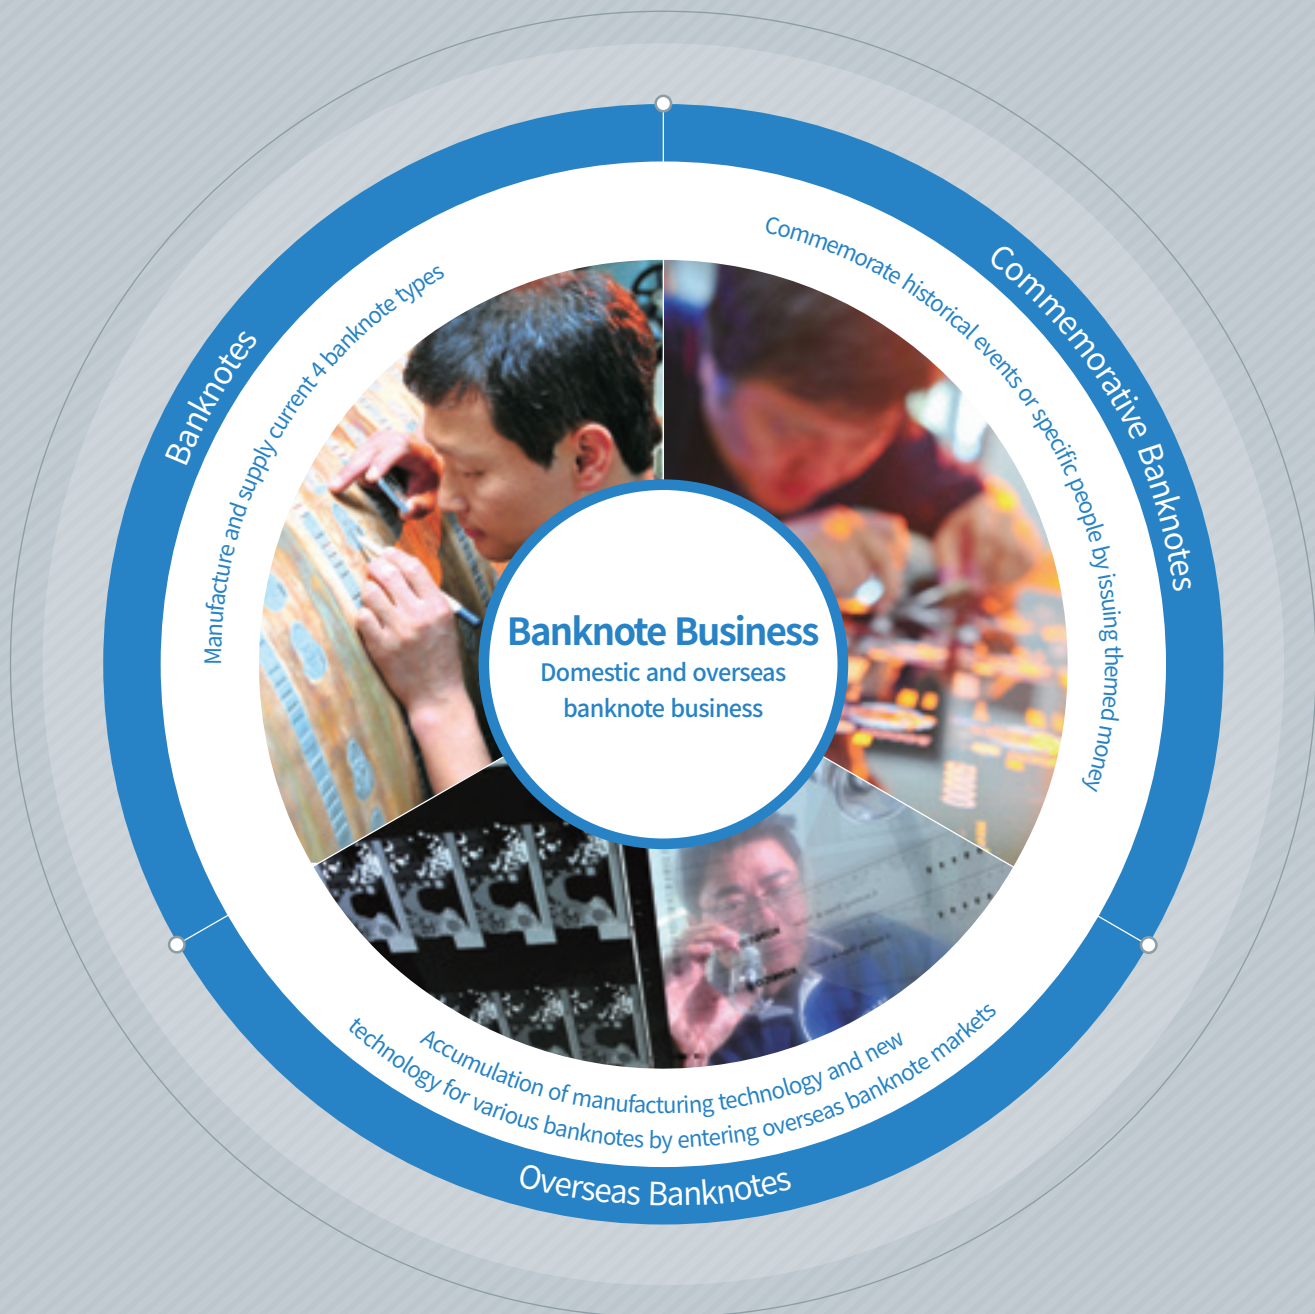 Banknote Business
Domestic and overseas
banknote business
Banknotes
Manufacture and supply current 4 banknote types
Commemorative Banknotes
Commemorate historical events or specific people by issuing themed money
Accumulation of manufacturing technology and new
technology for various banknotes by entering overseas banknote markets
Overseas Banknotes